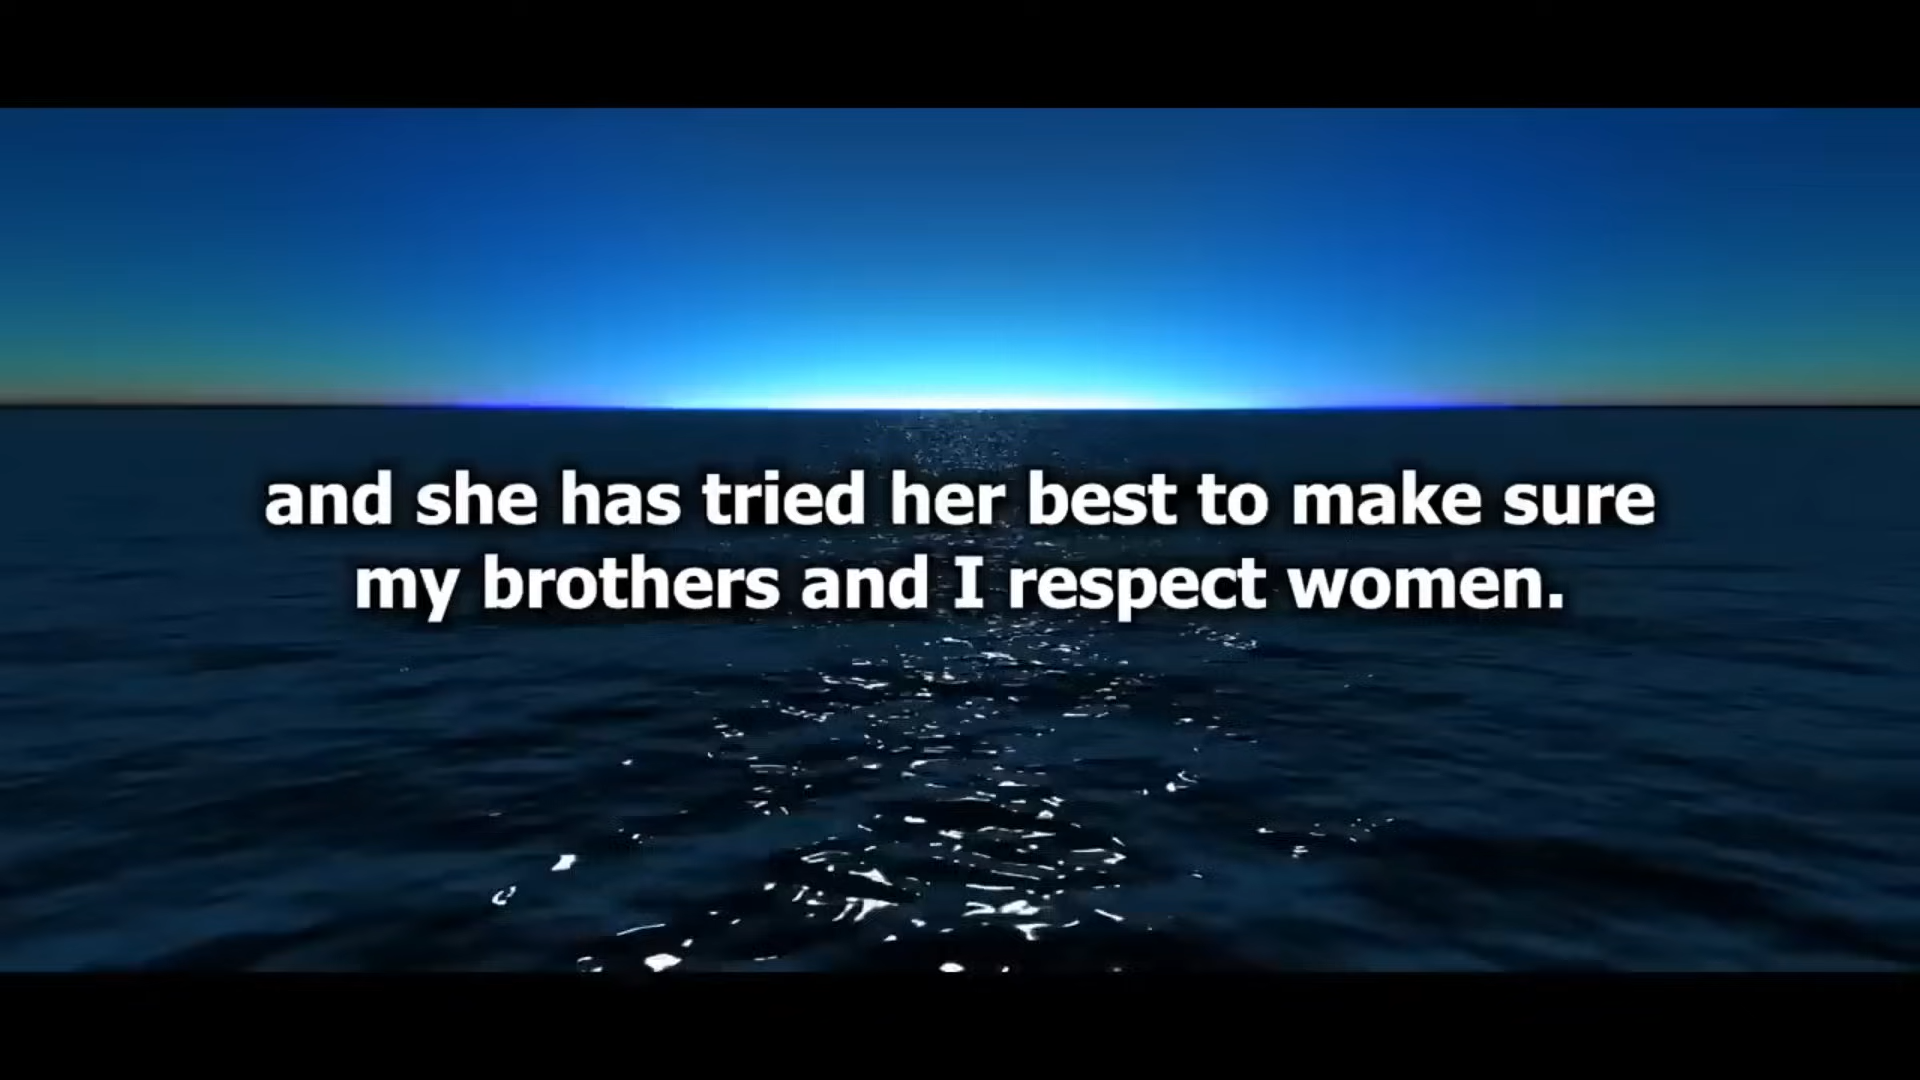 and she has tried her best to make sure
my brothers and I respect women.